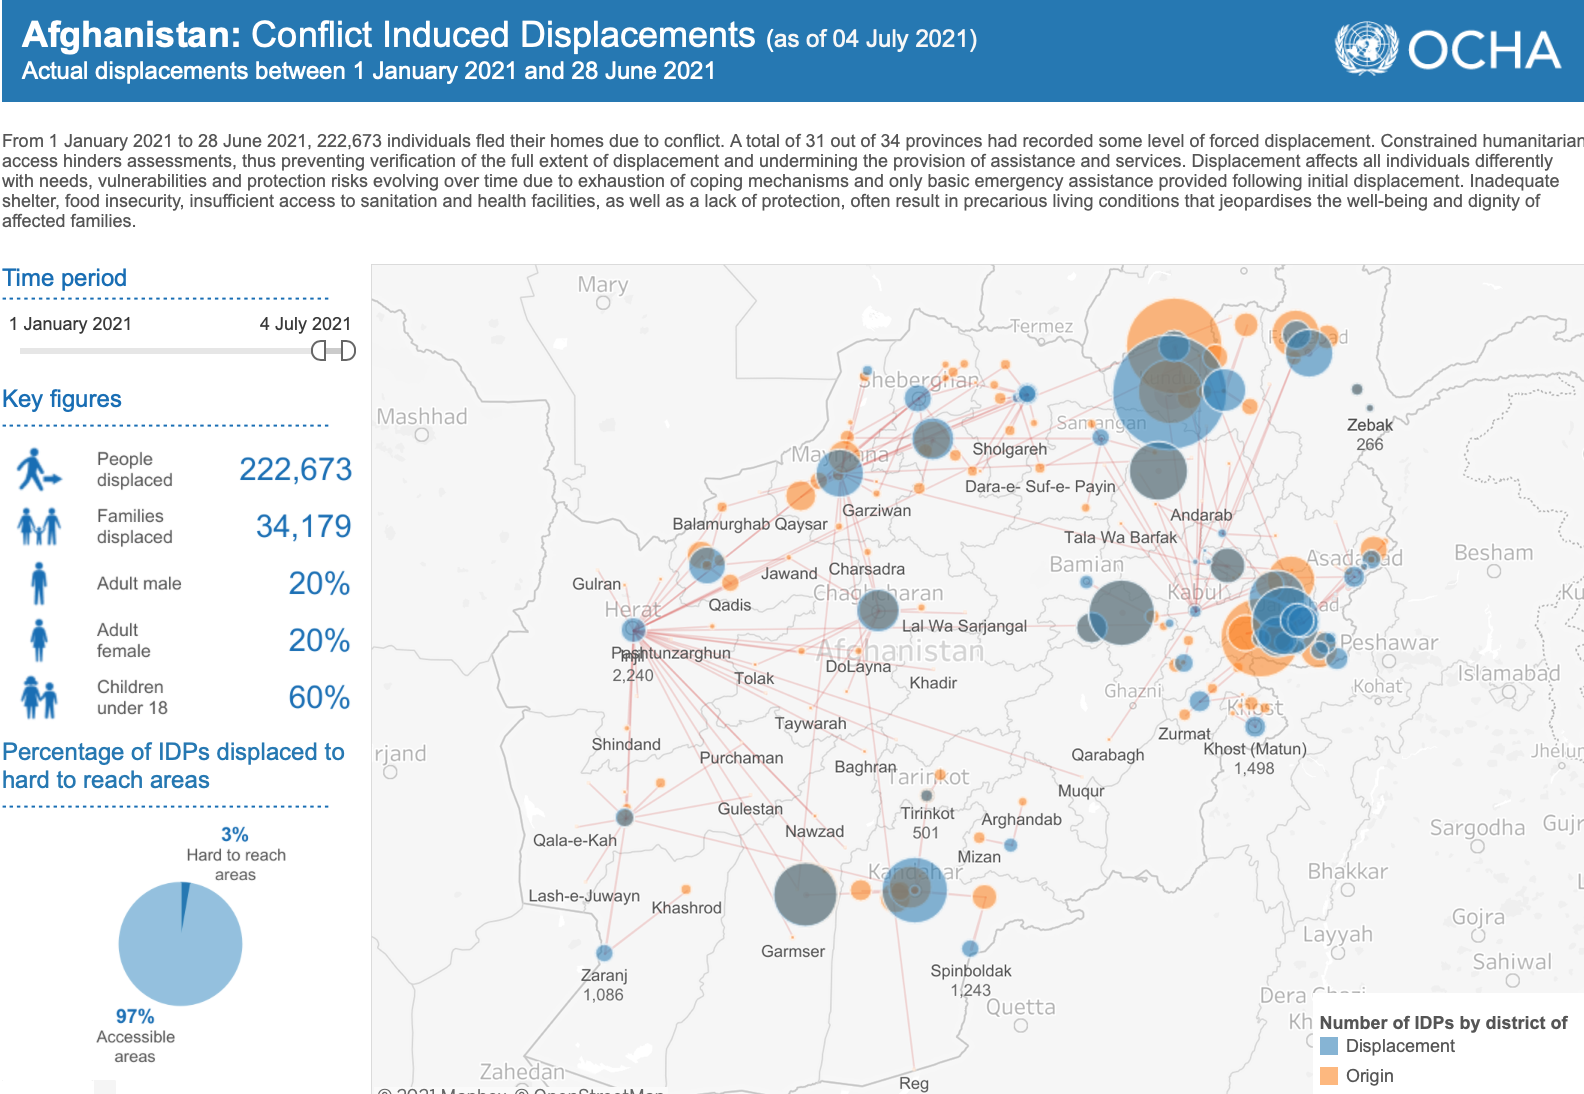 Afghanistan: Conflict Induced Displacements (as of 04 July 2021)
Actual displacements between 1 January 2021 and 28 June 2021
OCHA
From 1 January 2021 to 28 June 2021, 222,673 individuals fled their homes due to conflict. A total of 31 out of 34 provinces had recorded some level of forced displacement. Constrained humanitarian
access hinders assessments, thus preventing verification of the full extent of displacement and undermining the provision of assistance and services. Displacement affects all individuals differently
with needs, vulnerabilities and protection risks evolving over time due to exhaustion of coping mechanisms and only basic emergency assistance provided following initial displacement. Inadequate
shelter, food insecurity, insufficient access to sanitation and health facilities, as well as a lack of protection, often result in precarious living conditions that jeopardises the well-being and dignity of
affected families.
Time period
1 January 2021
4 July 2021
Key figures
People
displaced
222,673
Families
displaced
34,179
Adult male
20%
Adult
female
20%
Children
under 18
60%
Percentage of IDPs displaced to
hard to reach areas
3%
Hard to reach
areas
97%
Accessible
areas
Mary
Termez
Mashhad
Sheberghan
Samangan
Zebak
266
Sholgareh
Dara-e- Suf-e- Payin
Garziwan
Balamurghab
Qaysar
Andarab
Tala Wa Barfak
Besham
Bamian
Jawand
Charsadra
Gulran
Qadis
Chaghcharan
Kabul
Herat
Lal Wa Sarjangal
Pashtunzarghun
Injil
2,240
Afghanistan
Peshawar
DoLayna
Tolak
Khadir
Islamabad
Kohat
Ghazni
Khost
Taywarah
Zurmat
Shindand
Khost (Matun)
1,498
Qarabagh
Purchaman
Baghran
Tarinkot
rjand
Muqur
Gulestan
Tirinkot
501
Arghandab
Nawzad
Qala-e-Kah
Mizan
Sargodha
Kandahar
Bhakkar
Lash-e-Juwayn
Khashrod
Gojra
Garmser
Layyah
Zaranj
1,086
Spinboldak
1,243
Sahiwal
Quetta
Zahedan
Reg
Number of IDPs by district of
Displacement
Origin